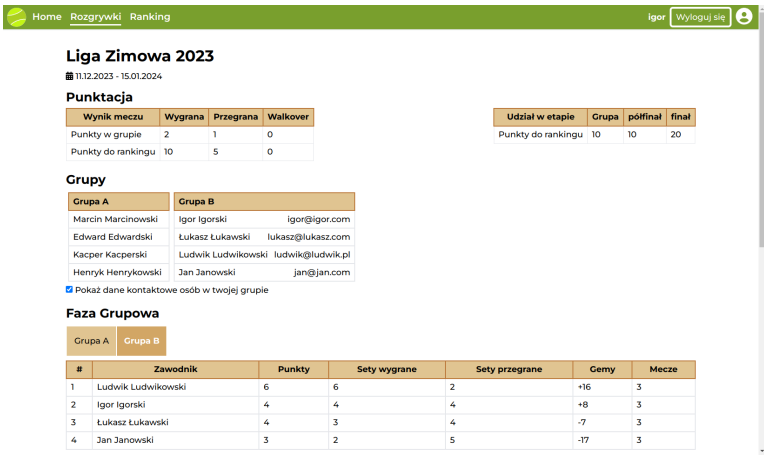 Home Rozgrywki Ranking igor Wyloguj się
Liga Zimowa 2023
11.12.2023 - 15.01.2024
Punktacja
Wynik meczu Wygrana Przegrana Walkover
Punkty w grupie 2 1 0
Punkty do rankingu 10 5 0
Udział w etapie Grupa półfinał finał
Punkty do rankingu 10 10 20
Grupy
Grupa A
Marcin Marcinowski
Edward Edwardski
Kacper Kacperski
Henryk Henrykowski
Grupa B
Igor Igorski igor@igor.com
Łukasz Łukawski lukasz@lukasz.com
Ludwik Ludwikowski ludwik@ludwik.pl
Jan Janowski jan@jan.com
Pokaż dane kontaktowe osób w twojej grupie
Faza Grupowa
Grupa A Grupa B
# Zawodnik Punkty Sety wygrane Sety przegrane Gemy Mecze
1 Ludwik Ludwikowski 6 6 2 +16 3
2 Igor Igorski 4 4 4 +8 3
3 Łukasz Łukawski 4 3 4 -7 3
4 Jan Janowski 3 2 5 -17 3